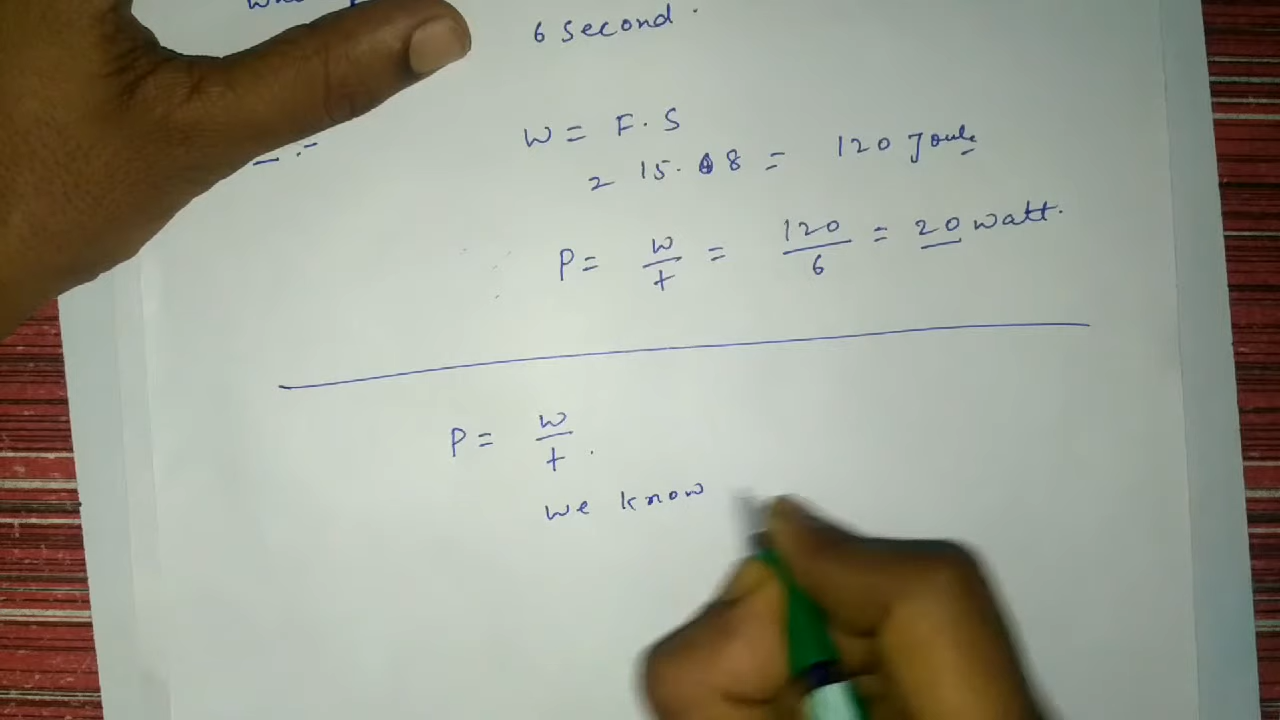 6 second.
W = F. S
= 15. 8 = 120 Joule
P = W/t = 120/6 = 20 watt.
P = W/t.
We know